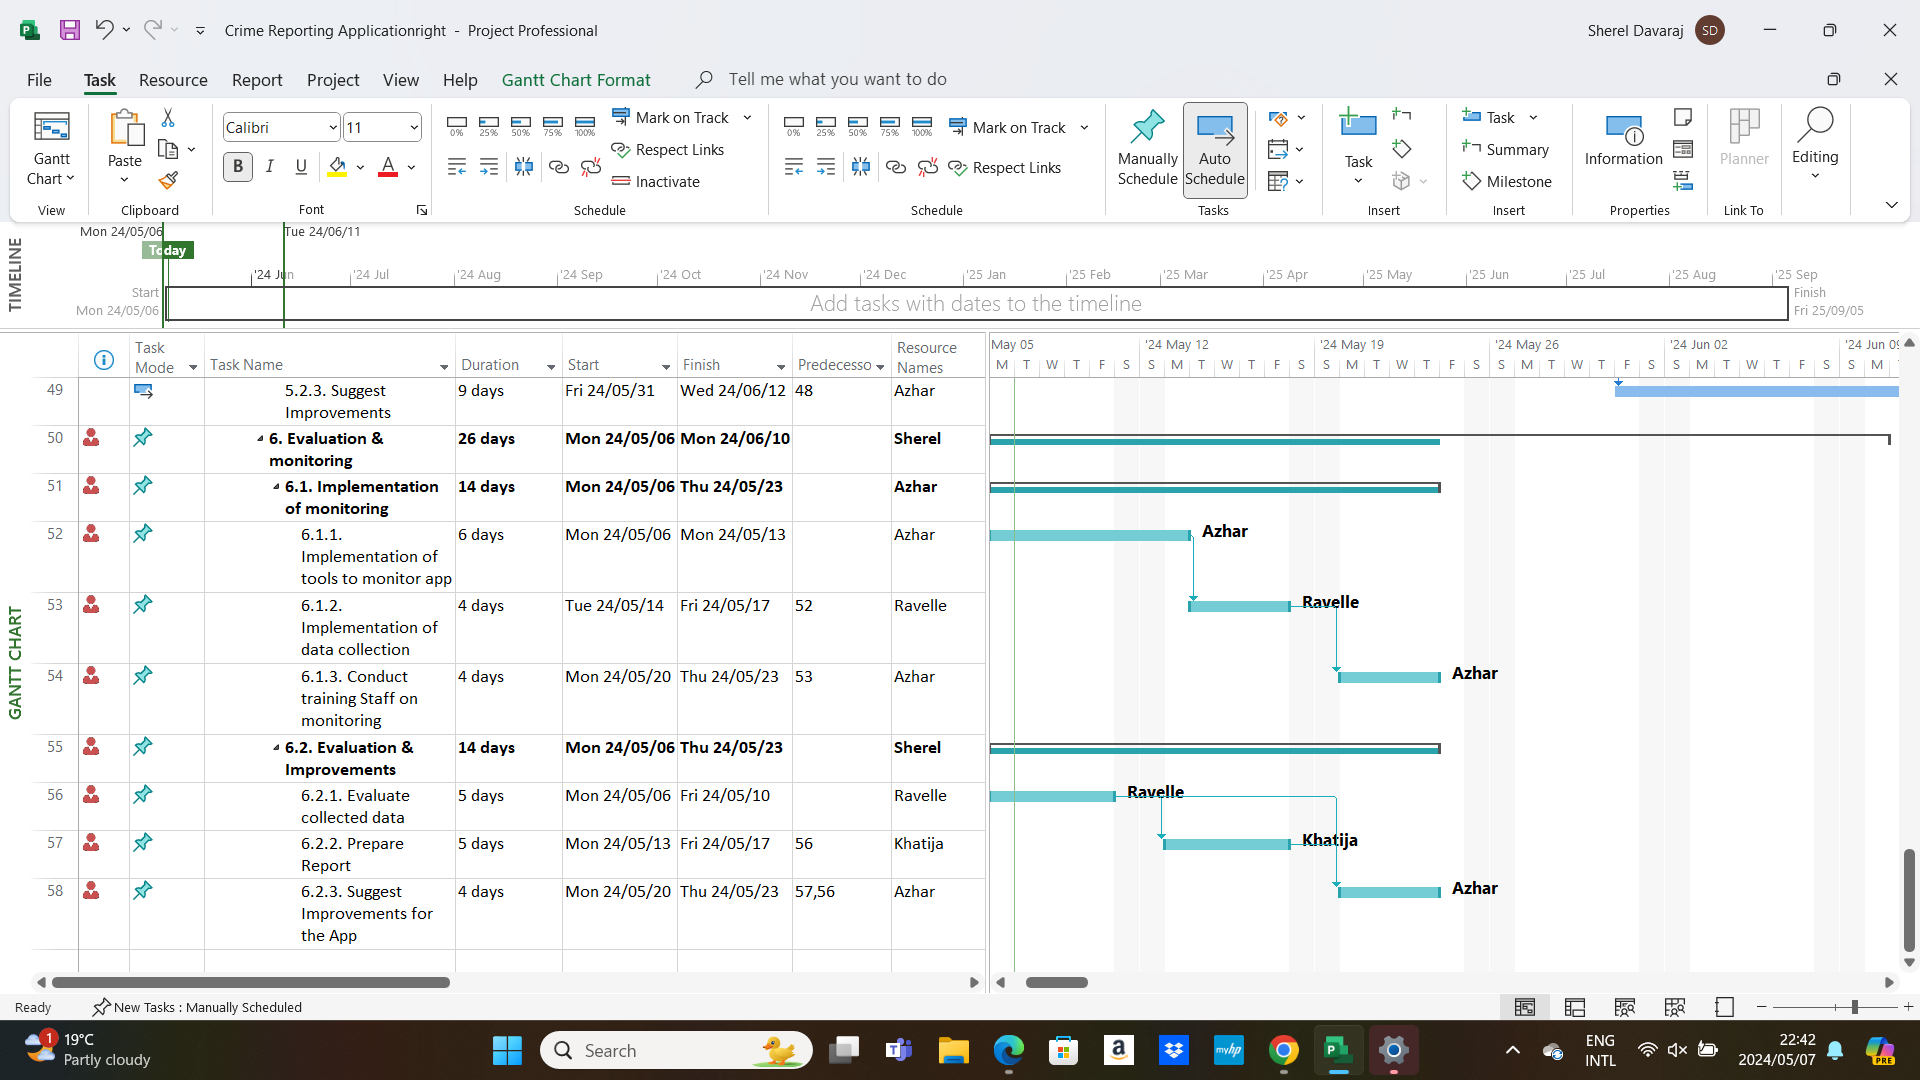 Crime Reporting Applicationright - Project Professional
Sherel Davaraj
SD
File Task Resource Report Project View Help Gantt Chart Format Tell me what you want to do
Gantt
Chart
View
Paste
Clipboard
Calibri 11
B I U A
Font
0% 25% 50% 75% 100%
Mark on Track
Respect Links
Inactivate
Schedule
0% 25% 50% 75% 100%
Mark on Track
Respect Links
Schedule
Manually
Schedule
Auto
Schedule
Tasks
Task
Insert
Task
Summary
Milestone
Insert
Information
Properties
Planner
Link To
Editing
TIMELINE
Mon 24/05/06
Tue 24/06/11
Today
'24 Jun '24 Jul '24 Aug '24 Sep '24 Oct '24 Nov '24 Dec '25 Jan '25 Feb '25 Mar '25 Apr '25 May '25 Jun '25 Jul '25 Aug '25 Sep
Start
Mon 24/05/06
Add tasks with dates to the timeline
Finish
Fri 25/09/05
GANTT CHART
Task
Mode
Task Name
Duration
Start
Finish
Predecesso
Resource
Names
May 05 '24 May 12 '24 May 19 '24 May 26 '24 Jun 02 '24 Jun 09
M T W T F S S M T W T F S S M T W T F S S M T W T F S S M T W T F S S M
49 5.2.3. Suggest
Improvements
9 days Fri 24/05/31 Wed 24/06/12 48 Azhar
50 6. Evaluation &
monitoring
26 days Mon 24/05/06 Mon 24/06/10 Sherel
51 6.1. Implementation
of monitoring
14 days Mon 24/05/06 Thu 24/05/23 Azhar
52 6.1.1.
Implementation of
tools to monitor app
6 days Mon 24/05/06 Mon 24/05/13 Azhar
Azhar
53 6.1.2.
Implementation of
data collection
4 days Tue 24/05/14 Fri 24/05/17 52 Ravelle
Ravelle
54 6.1.3. Conduct
training Staff on
monitoring
4 days Mon 24/05/20 Thu 24/05/23 53 Azhar
Azhar
55 6.2. Evaluation &
Improvements
14 days Mon 24/05/06 Thu 24/05/23 Sherel
56 6.2.1. Evaluate
collected data
5 days Mon 24/05/06 Fri 24/05/10 Ravelle
Ravelle
57 6.2.2. Prepare
Report
5 days Mon 24/05/13 Fri 24/05/17 56 Khatija
Khatija
58 6.2.3. Suggest
Improvements for
the App
4 days Mon 24/05/20 Thu 24/05/23 57,56 Azhar
Azhar
Ready
New Tasks : Manually Scheduled
1
19°C
Partly cloudy
Search
a
myhp
ENG
INTL
22:42
2024/05/07
PRE